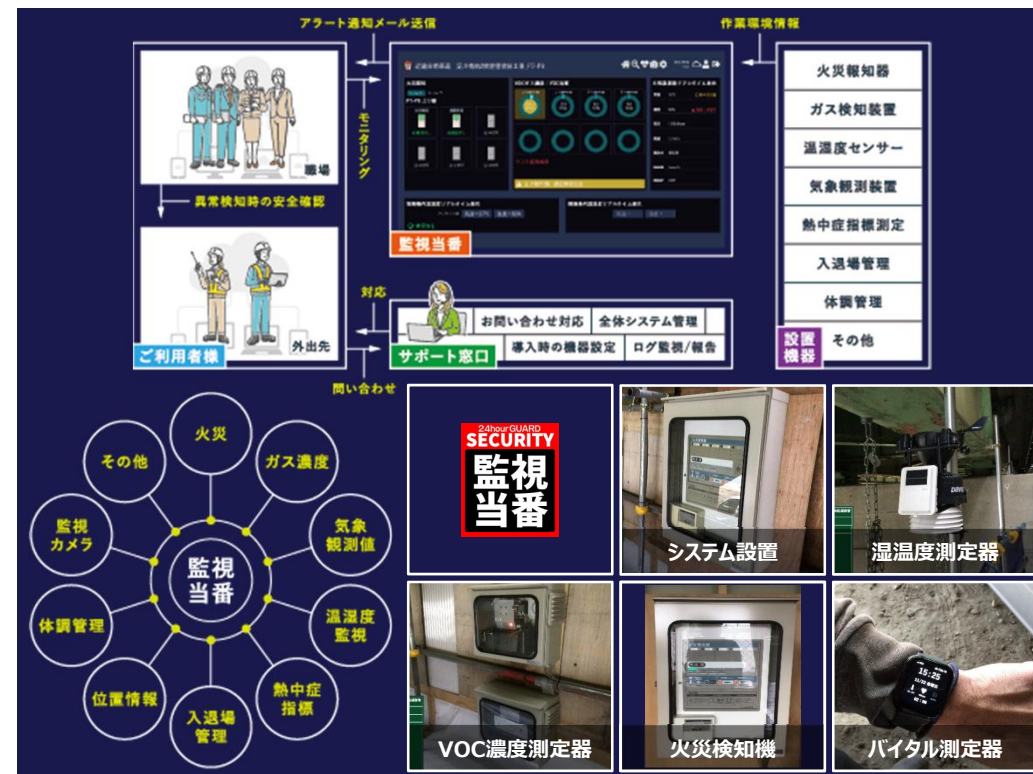 アラート通知メール送信
作業環境情報
職場
モニタリング
異常検知時の安全確認
監視当番
外出先
ご利用者様
対応
お問い合わせ対応
全体システム管理
導入時の機器設定
ログ監視/報告
サポート窓口
問い合わせ
火災報知器
ガス検知装置
温湿度センサー
気象観測装置
熱中症指標測定
入退場管理
体調管理
その他
設置
機器
火災
ガス濃度
気象
観測値
温湿度
監視
熱中症
指標
入退場
管理
位置情報
体調管理
監視
カメラ
その他
監視
当番
24hour GUARD
SECURITY
監視
当番
システム設置
湿温度測定器
VOC濃度測定器
火災検知機
15:25
バイタル測定器